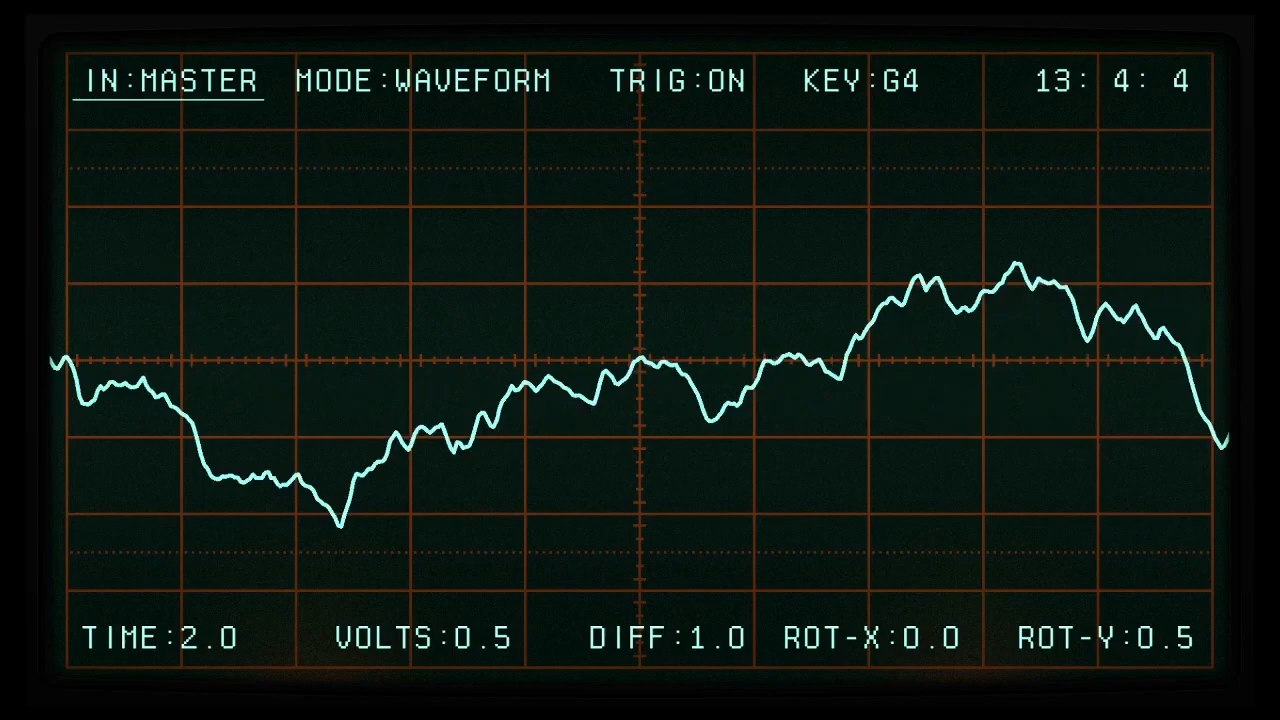 IN:MASTER MODE:WAVEFORM TRIG:ON KEY:G4 13: 4: 4
TIME:2.0 VOLTS:0.5 DIFF:1.0 ROT-X:0.0 ROT-Y:0.5